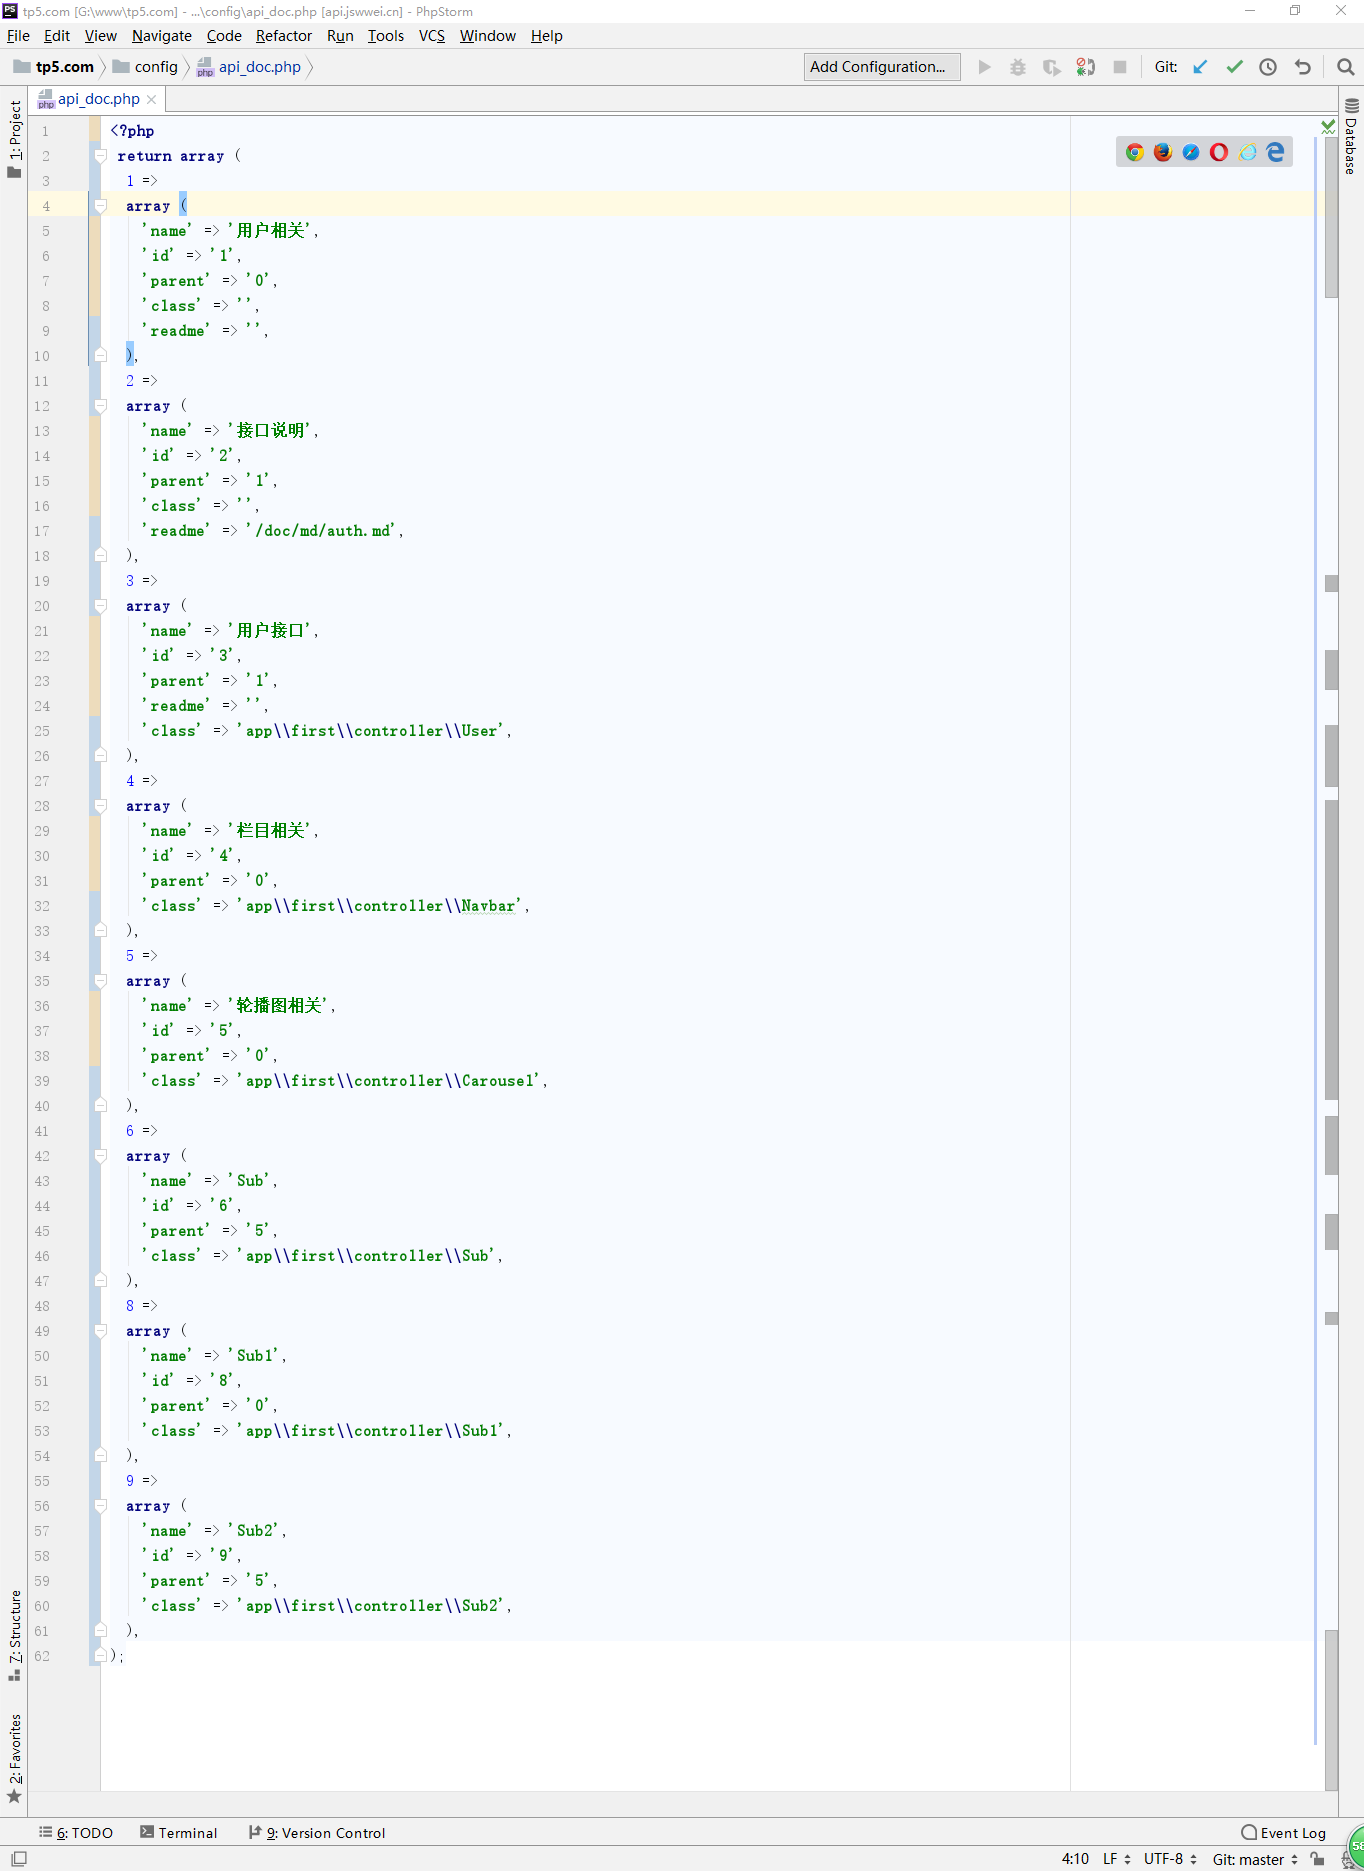 tp5.com [G:\www\tp5.com] - ...\config\api_doc.php [api.jswwei.cn] - PhpStorm
File Edit View Navigate Code Refactor Run Tools VCS Window Help
tp5.com config api_doc.php Add Configuration... Git:
api_doc.php
1: Project
Database
1 <?php
2 return array (
3 1 =>
4 array (
5 'name' => '用户相关',
6 'id' => '1',
7 'parent' => '0',
8 'class' => '',
9 'readme' => '',
10 ),
11 2 =>
12 array (
13 'name' => '接口说明',
14 'id' => '2',
15 'parent' => '1',
16 'class' => '',
17 'readme' => '/doc/md/auth.md',
18 ),
19 3 =>
20 array (
21 'name' => '用户接口',
22 'id' => '3',
23 'parent' => '1',
24 'readme' => '',
25 'class' => 'app\\first\\controller\\User',
26 ),
27 4 =>
28 array (
29 'name' => '栏目相关',
30 'id' => '4',
31 'parent' => '0',
32 'class' => 'app\\first\\controller\\Navbar',
33 ),
34 5 =>
35 array (
36 'name' => '轮播图相关',
37 'id' => '5',
38 'parent' => '0',
39 'class' => 'app\\first\\controller\\Carousel',
40 ),
41 6 =>
42 array (
43 'name' => 'Sub',
44 'id' => '6',
45 'parent' => '5',
46 'class' => 'app\\first\\controller\\Sub',
47 ),
48 8 =>
49 array (
50 'name' => 'Sub1',
51 'id' => '8',
52 'parent' => '0',
53 'class' => 'app\\first\\controller\\Sub1',
54 ),
55 9 =>
56 array (
57 'name' => 'Sub2',
58 'id' => '9',
59 'parent' => '5',
60 'class' => 'app\\first\\controller\\Sub2',
61 ),
62 );
7: Structure
2: Favorites
6: TODO Terminal 9: Version Control Event Log
58
4:10 LF UTF-8 Git: master